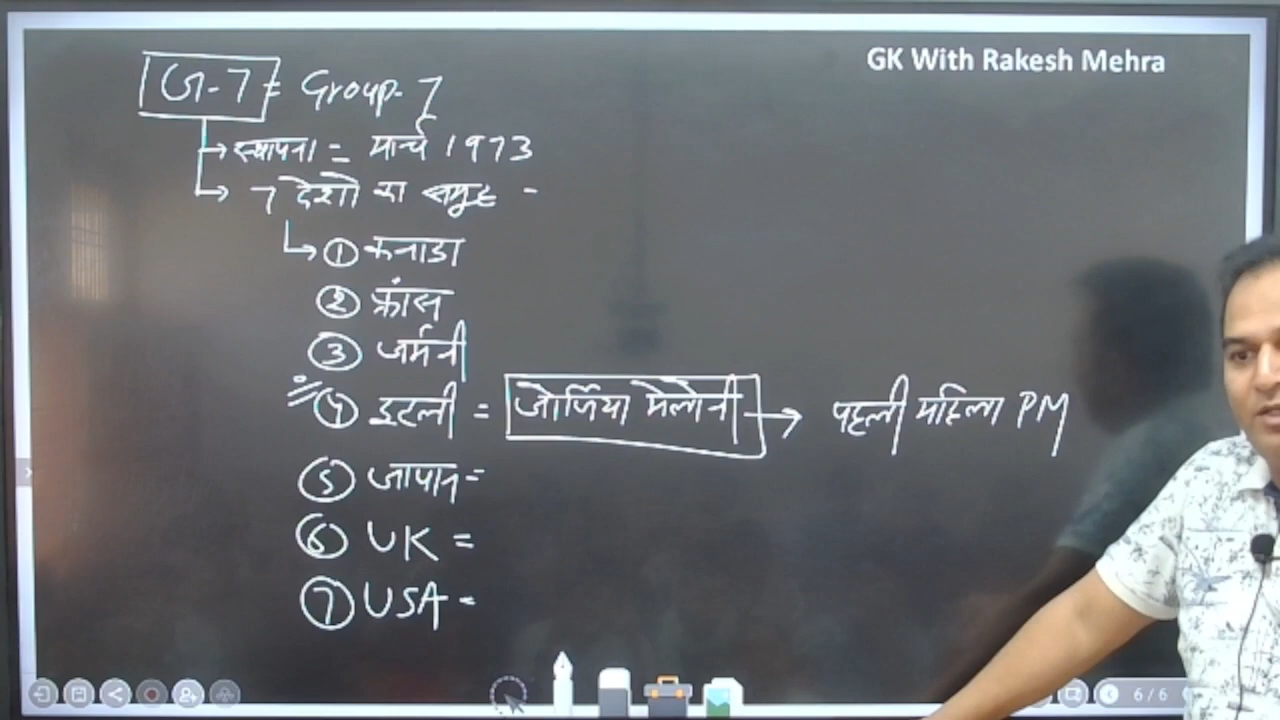 GK With Rakesh Mehra
G-7 = Group-7
→ स्थापना = मार्च 1973
→ 7 देशो का समूह -
→ ① कनाडा
② फ्रांस
③ जर्मनी
④ इटली = जोर्जिया मेलोनी → पहली महिला PM
⑤ जापान =
⑥ UK =
⑦ USA -
6/6